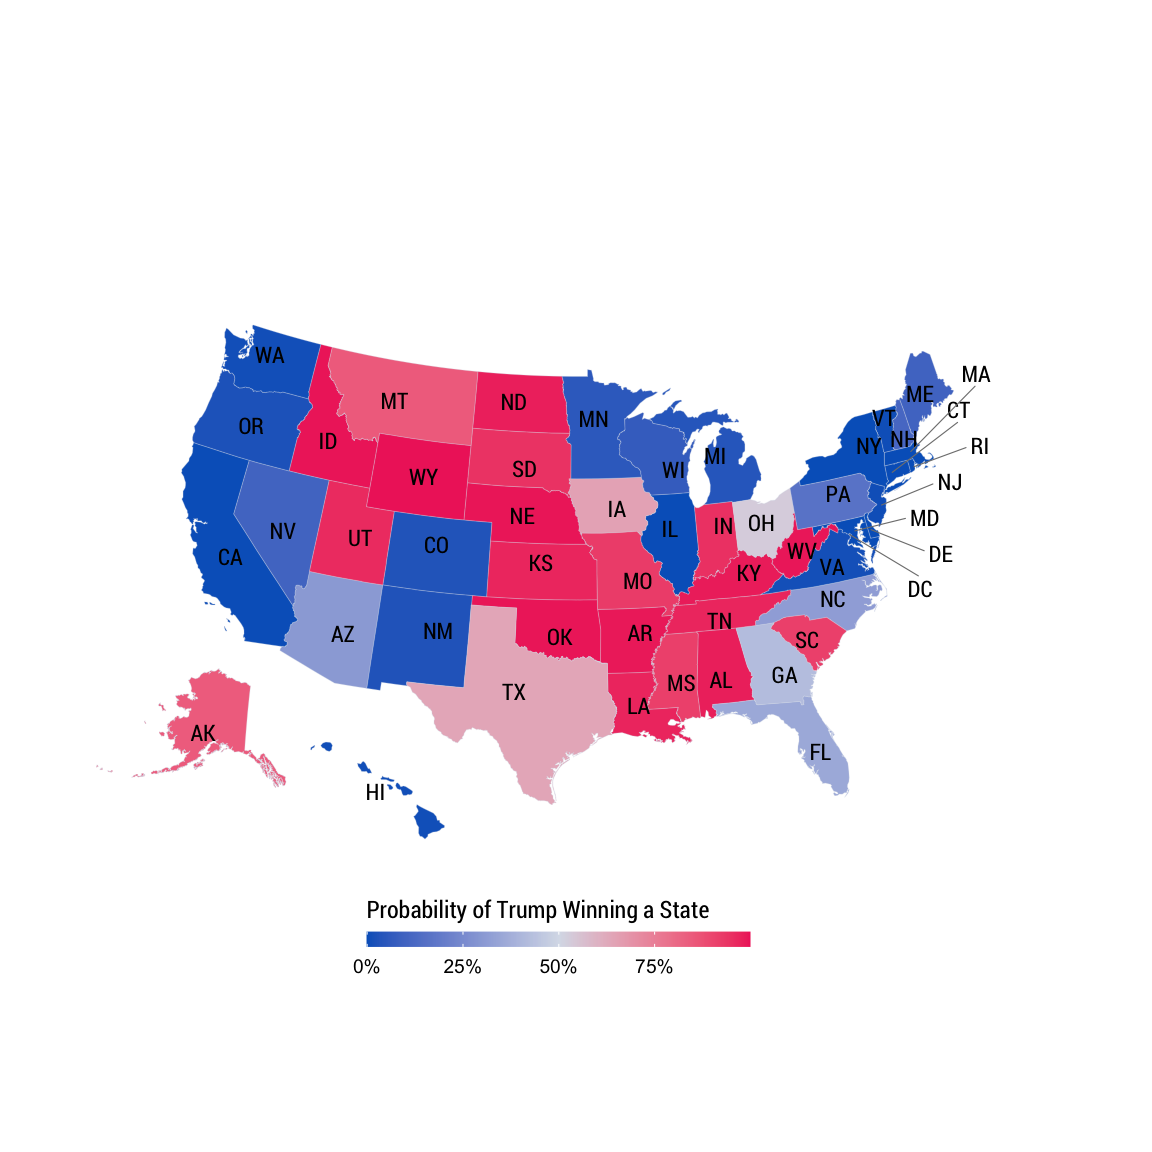 WA
MT
ND
MN
ME
MA
VT
CT
OR
ID
NH
NY
RI
MI
WI
SD
WY
NJ
PA
IA
NE
MD
OH
IN
IL
NV
UT
CO
WV
DE
CA
KS
VA
KY
MO
DC
NC
TN
AZ
NM
OK
AR
SC
GA
MS
AL
TX
LA
AK
FL
HI
Probability of Trump Winning a State
0% 25% 50% 75%